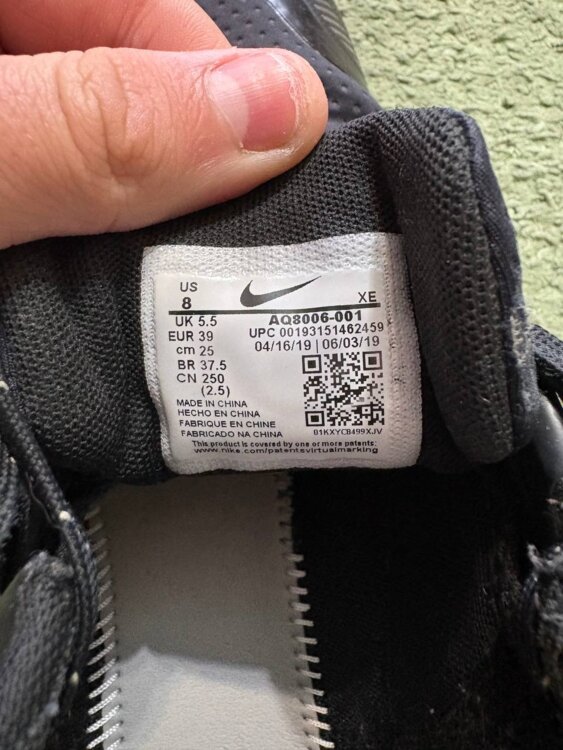 US
8
XE
UK 5.5
EUR 39
cm 25
BR 37.5
CN 250
(2.5)
AQ8006-001
UPC 00193151462459
04/16/19 | 06/03/19
MADE IN CHINA
HECHO EN CHINA
FABRIQUE EN CHINE
FABRICADO NA CHINA
01KXYC8499XJV
This product is covered by one or more patents:
www.nike.com/patentsvirtualmarking